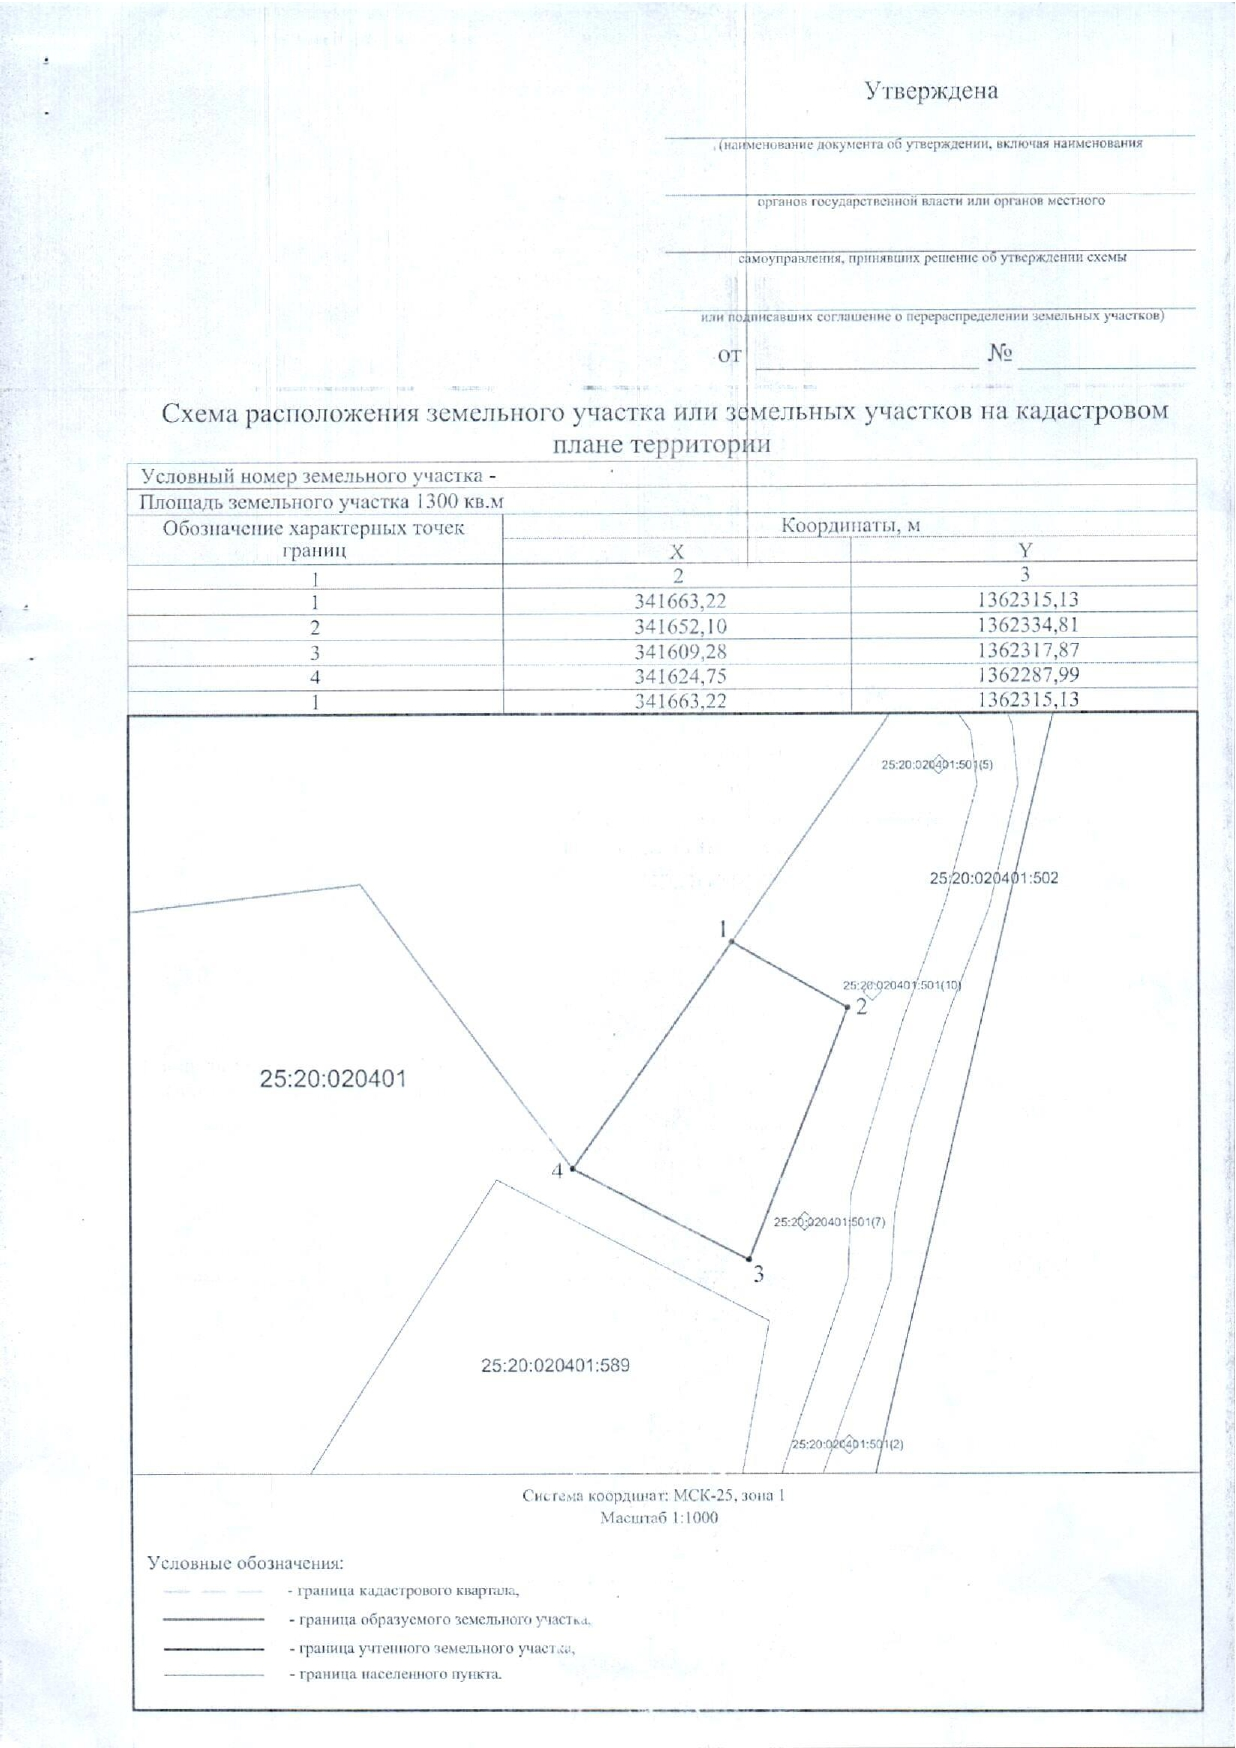 Утверждена
(наименование документа об утверждении, включая наименования
органов государственной власти или органов местного
самоуправления, принявших решение об утверждении схемы
или подписавших соглашение о перераспределении земельных участков)
от №
Схема расположения земельного участка или земельных участков на кадастровом
плане территории
Условный номер земельного участка -
Площадь земельного участка 1300 кв.м
Обозначение характерных точек границ Координаты, м
X Y
1 2 3
1 341663,22 1362315,13
2 341652,10 1362334,81
3 341609,28 1362317,87
4 341624,75 1362287,99
1 341663,22 1362315,13
25:20:020401:501(5)
25:20:020401:502
1
25:20:020401:501(10)
2
25:20:020401
4
25:20:020401:501(7)
3
25:20:020401:589
25:20:020401:501(2)
Система координат: МСК-25, зона 1
Масштаб 1:1000
Условные обозначения:
- граница кадастрового квартала,
- граница образуемого земельного участка,
- граница учтенного земельного участка,
- граница населенного пункта.